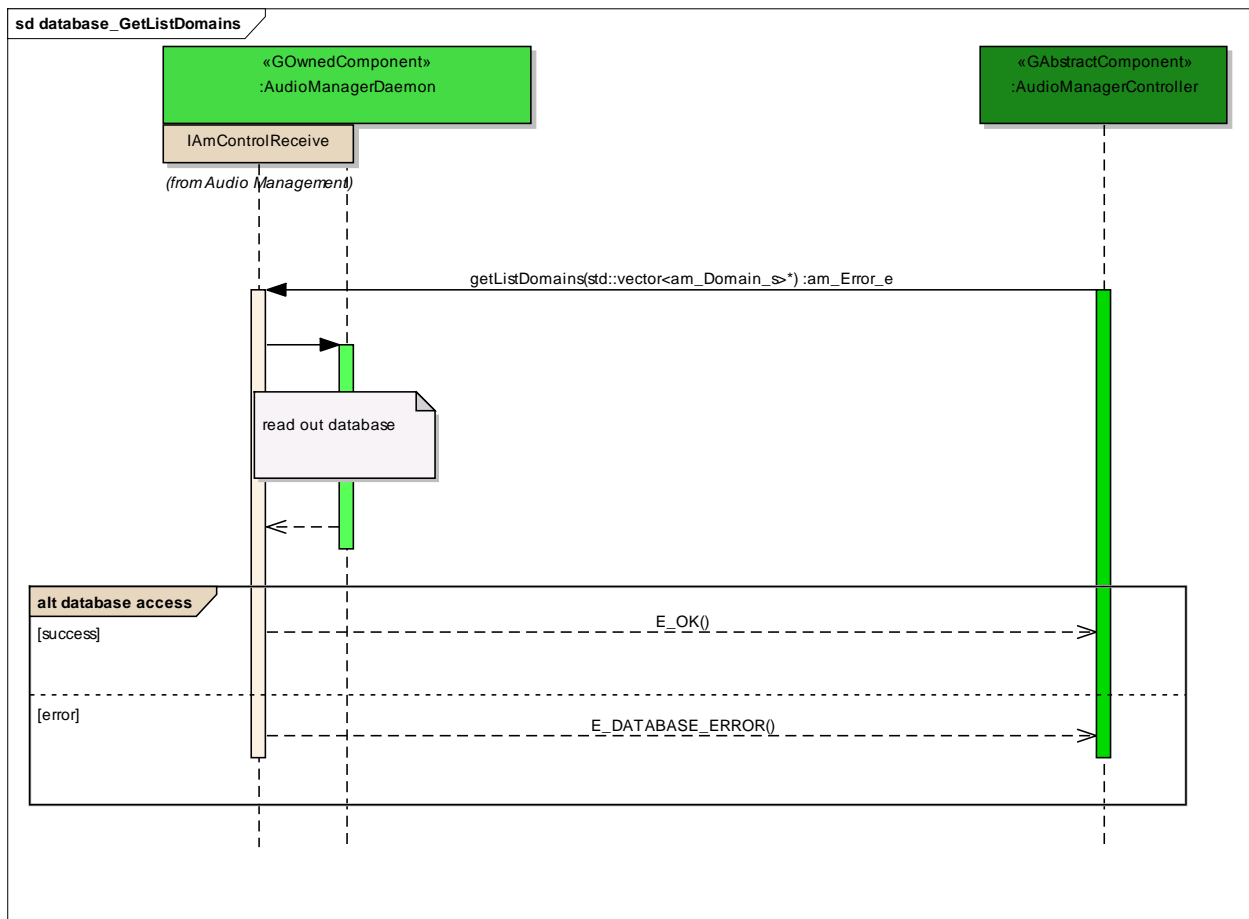 sd database_GetListDomains
«GOwnedComponent»
:AudioManagerDaemon
«GAbstractComponent»
:AudioManagerController
IAmControlReceive
(from Audio Management)
getListDomains(std::vector<am_Domain_s>*) :am_Error_e
read out database
alt database access
[success]
E_OK()
[error]
E_DATABASE_ERROR()